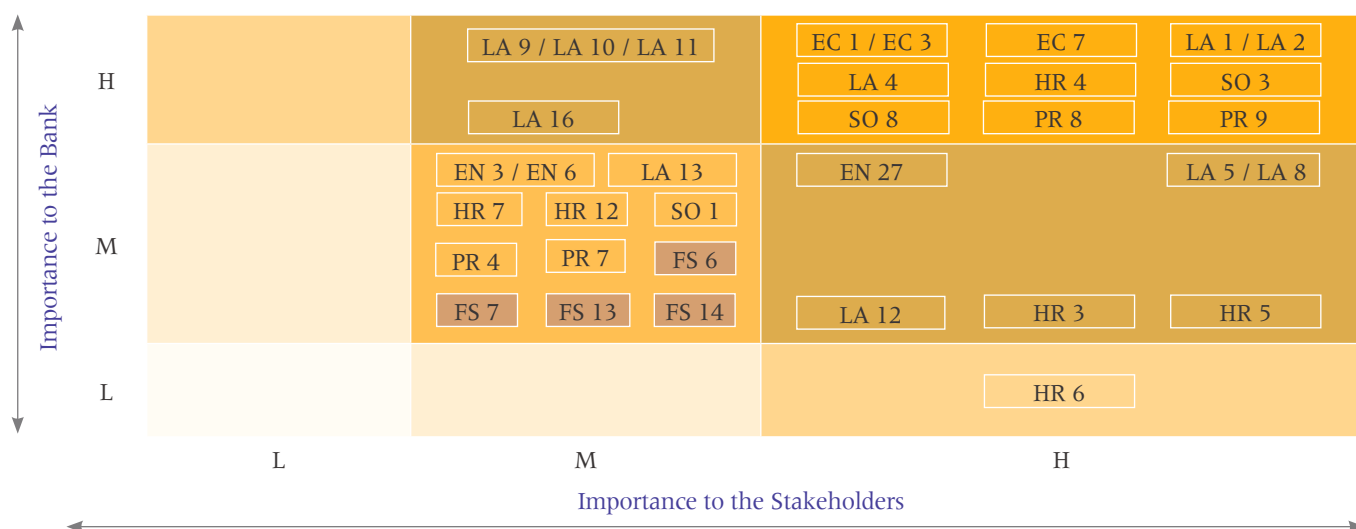 Importance to the Bank
H
LA 9 / LA 10 / LA 11
EC 1 / EC 3
EC 7
LA 1 / LA 2
LA 4
HR 4
SO 3
LA 16
SO 8
PR 8
PR 9
M
EN 3 / EN 6
LA 13
EN 27
LA 5 / LA 8
HR 7
HR 12
SO 1
PR 4
PR 7
FS 6
FS 7
FS 13
FS 14
LA 12
HR 3
HR 5
L
HR 6
L
M
H
Importance to the Stakeholders